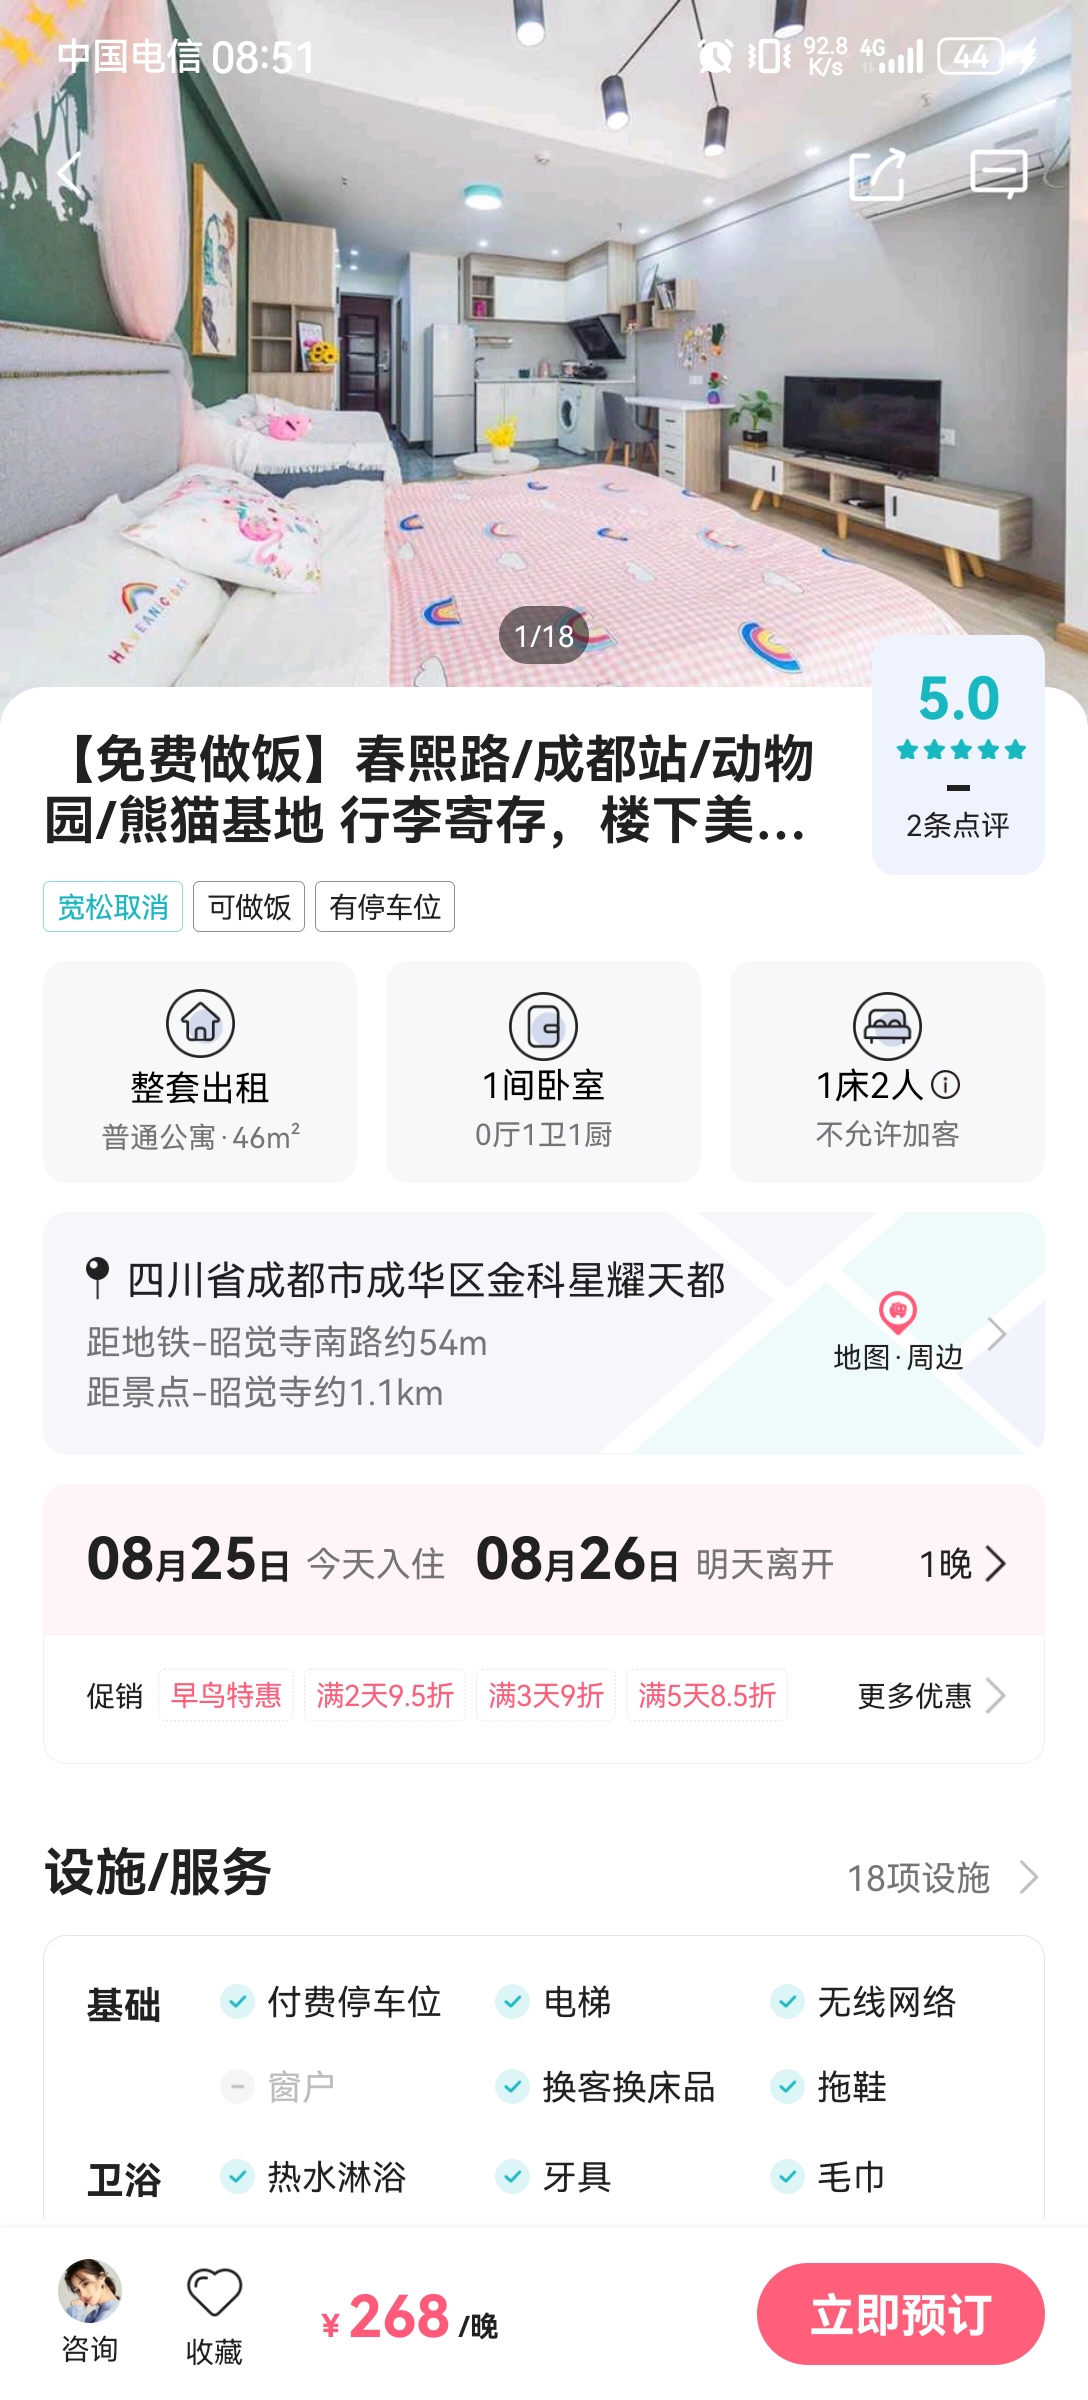 中国电信 08:51 92.8 K/s 4G 44
HAVE AN
1/18
5.0
2条点评
【免费做饭】春熙路/成都站/动物
园/熊猫基地 行李寄存，楼下美...
宽松取消 可做饭 有停车位
整套出租 1间卧室 1床2人
普通公寓·46m² 0厅1卫1厨 不允许加客
四川省成都市成华区金科星耀天都
距地铁-昭觉寺南路约54m
距景点-昭觉寺约1.1km
地图·周边
08月25日 今天入住 08月26日 明天离开 1晚
促销 早鸟特惠 满2天9.5折 满3天9折 满5天8.5折 更多优惠
设施/服务 18项设施
基础 付费停车位 电梯 无线网络
窗户 换客换床品 拖鞋
卫浴 热水淋浴 牙具 毛巾
咨询 收藏 ¥268/晚 立即预订